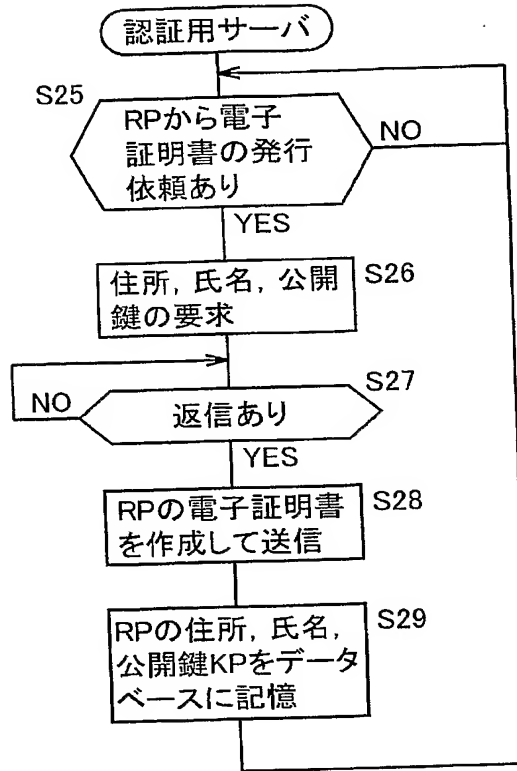 認証用サーバ
S25
RPから電子
証明書の発行
依頼あり
NO
YES
住所, 氏名, 公開
鍵の要求
S26
S27
NO
返信あり
YES
RPの電子証明書
を作成して送信
S28
RPの住所, 氏名,
公開鍵KPをデータ
ベースに記憶
S29